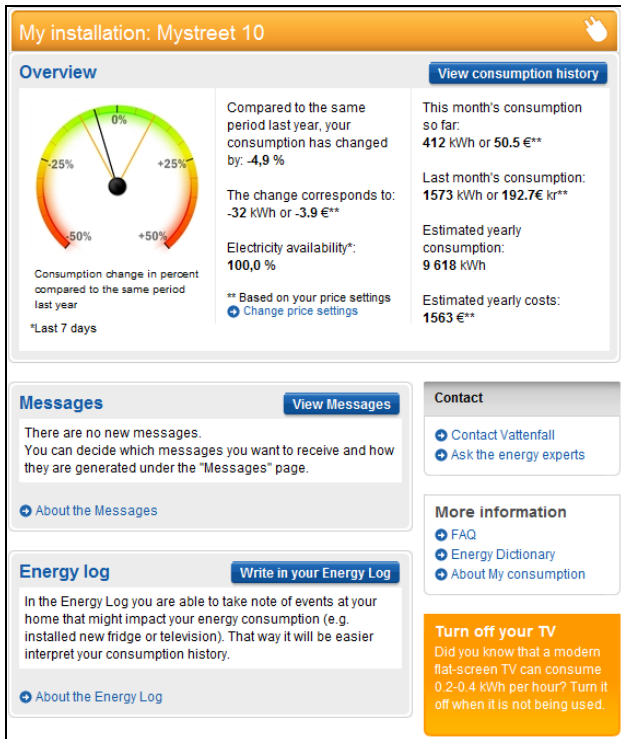 My installation: Mystreet 10
Overview
View consumption history
0%
-25%
+25%
-50%
+50%
Consumption change in percent
compared to the same period
last year
*Last 7 days
Compared to the same
period last year, your
consumption has changed
by: -4,9 %
The change corresponds to:
-32 kWh or -3.9 €**
Electricity availability*:
100,0 %
** Based on your price settings
Change price settings
This month's consumption
so far:
412 kWh or 50.5 €**
Last month's consumption:
1573 kWh or 192.7€ kr**
Estimated yearly
consumption:
9 618 kWh
Estimated yearly costs:
1563 €**
Messages
View Messages
There are no new messages.
You can decide which messages you want to receive and how
they are generated under the "Messages" page.
About the Messages
Energy log
Write in your Energy Log
In the Energy Log you are able to take note of events at your
home that might impact your energy consumption (e.g.
installed new fridge or television). That way it will be easier
interpret your consumption history.
About the Energy Log
Contact
Contact Vattenfall
Ask the energy experts
More information
FAQ
Energy Dictionary
About My consumption
Turn off your TV
Did you know that a modern
flat-screen TV can consume
0.2-0.4 kWh per hour? Turn it
off when it is not being used.